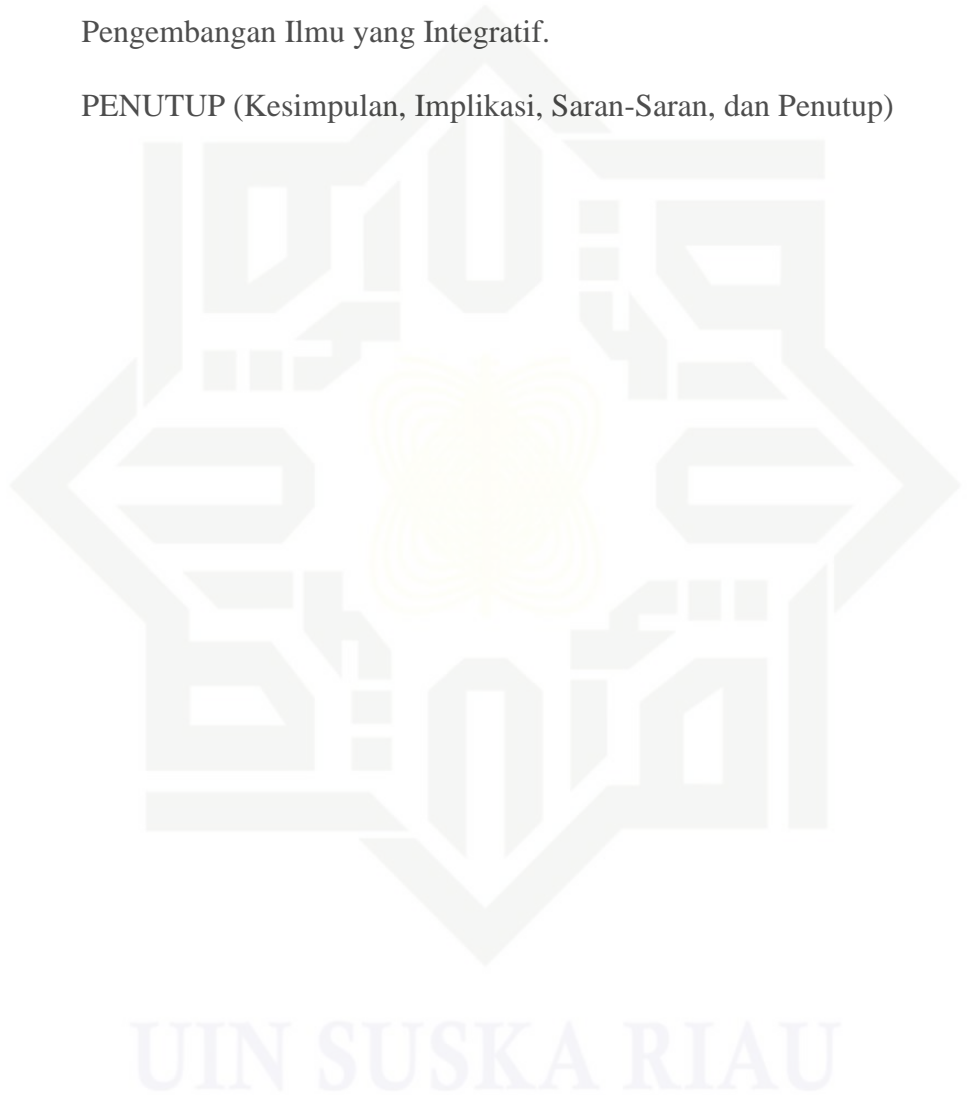 Pengembangan Ilmu yang Integratif.
PENUTUP (Kesimpulan, Implikasi, Saran-Saran, dan Penutup)
UIN SUSKA RIAU